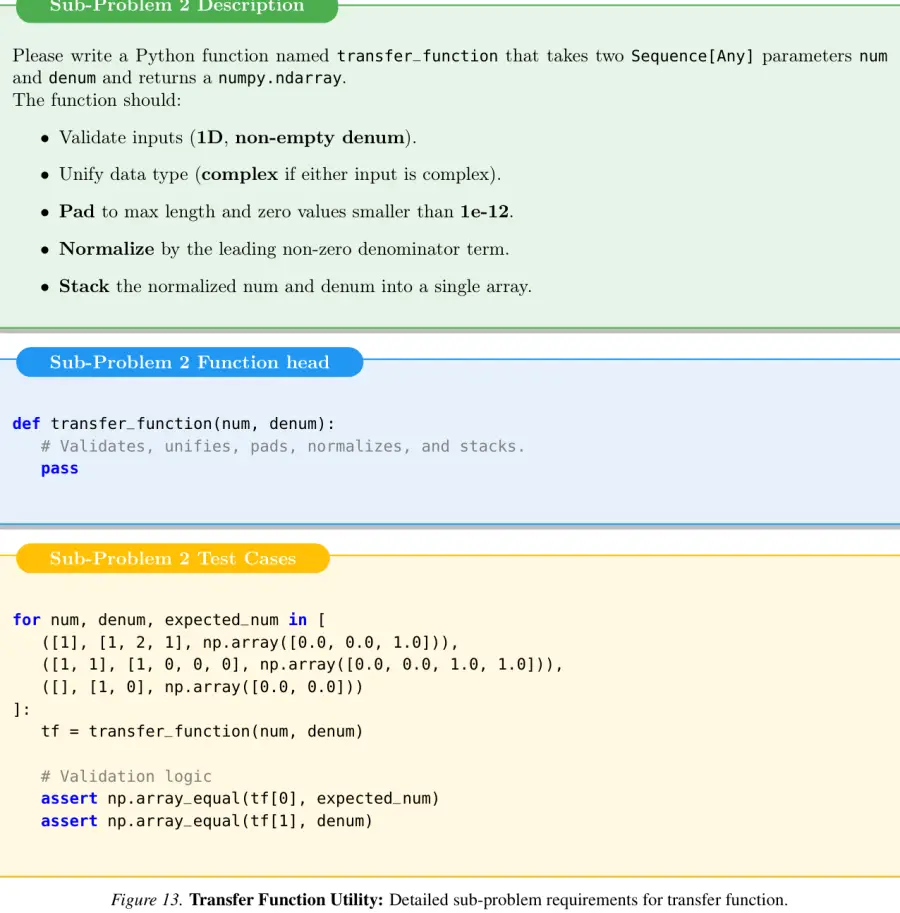 Sub-Problem 2 Description
Please write a Python function named transfer_function that takes two Sequence[Any] parameters num
and denum and returns a numpy.ndarray.
The function should:
• Validate inputs (1D, non-empty denum).
• Unify data type (complex if either input is complex).
• Pad to max length and zero values smaller than 1e-12.
• Normalize by the leading non-zero denominator term.
• Stack the normalized num and denum into a single array.
Sub-Problem 2 Function head
def transfer_function(num, denum):
# Validates, unifies, pads, normalizes, and stacks.
pass
Sub-Problem 2 Test Cases
for num, denum, expected_num in [
([1], [1, 2, 1], np.array([0.0, 0.0, 1.0])),
([1, 1], [1, 0, 0, 0], np.array([0.0, 0.0, 1.0, 1.0])),
([], [1, 0], np.array([0.0, 0.0]))
]:
tf = transfer_function(num, denum)
# Validation logic
assert np.array_equal(tf[0], expected_num)
assert np.array_equal(tf[1], denum)
Figure 13. Transfer Function Utility: Detailed sub-problem requirements for transfer function.